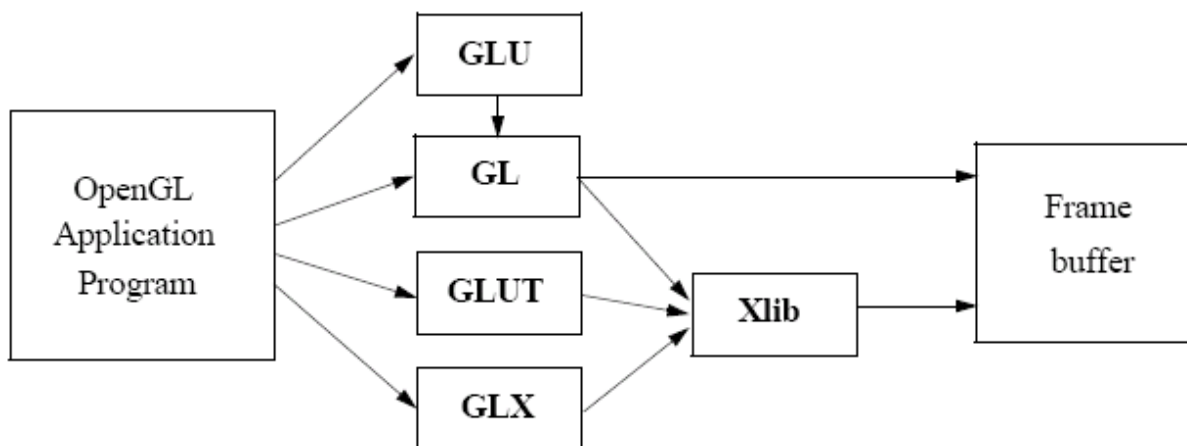 OpenGL
Application
Program
GLU
GL
GLUT
GLX
Xlib
Frame
buffer